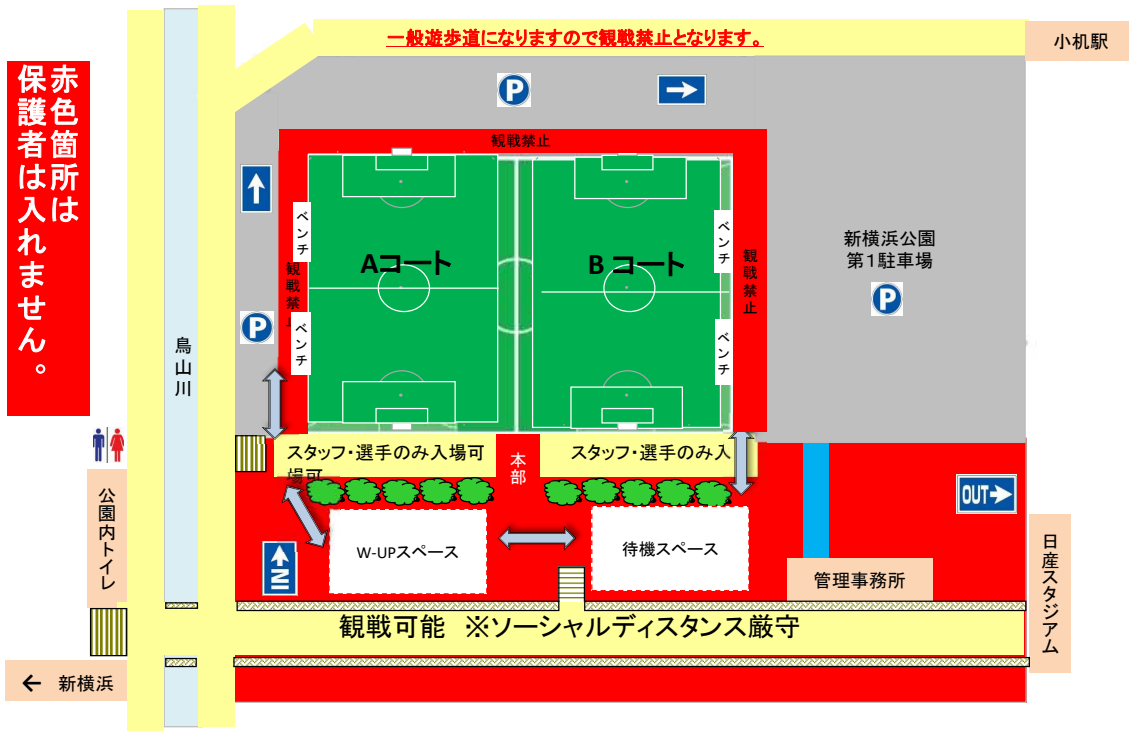 一般遊歩道になりますので観戦禁止となります。
小机駅
赤色箇所は
保護者は入れません。
P
観戦禁止
ベンチ
ベンチ
Aコート
B コート
観戦禁止
観戦禁止
新横浜公園
第1駐車場
P
P
ベンチ
ベンチ
鳥山川
スタッフ・選手のみ入場可
場可
本部
スタッフ・選手のみ入
公園内トイレ
W-UPスペース
待機スペース
OUT
IN
管理事務所
日産スタジアム
観戦可能 ※ソーシャルディスタンス厳守
← 新横浜